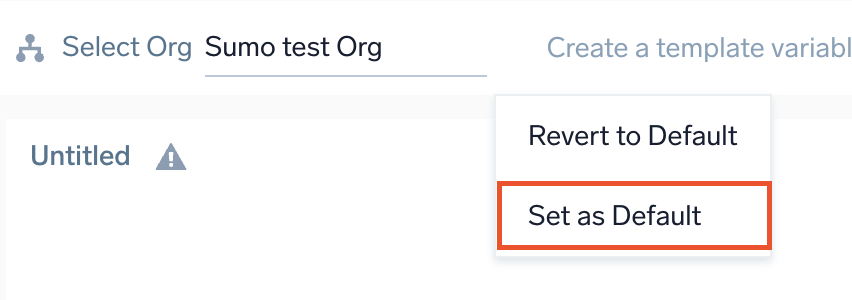 Select Org Sumo test Org Create a template variabl
Revert to Default
Untitled
Set as Default